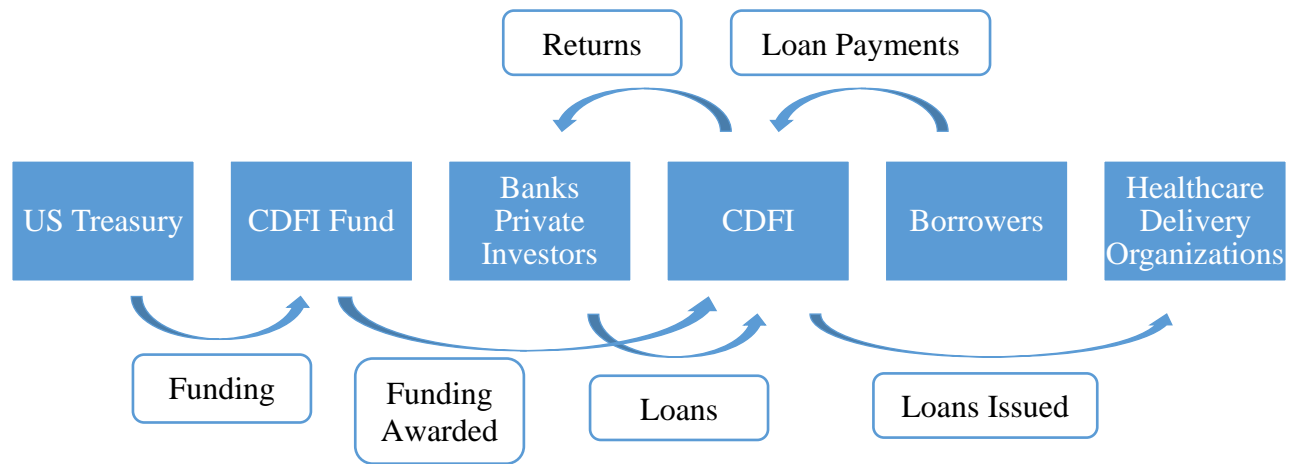 Returns
Loan Payments
US Treasury
CDFI Fund
Banks
Private
Investors
CDFI
Borrowers
Healthcare
Delivery
Organizations
Funding
Funding
Awarded
Loans
Loans Issued